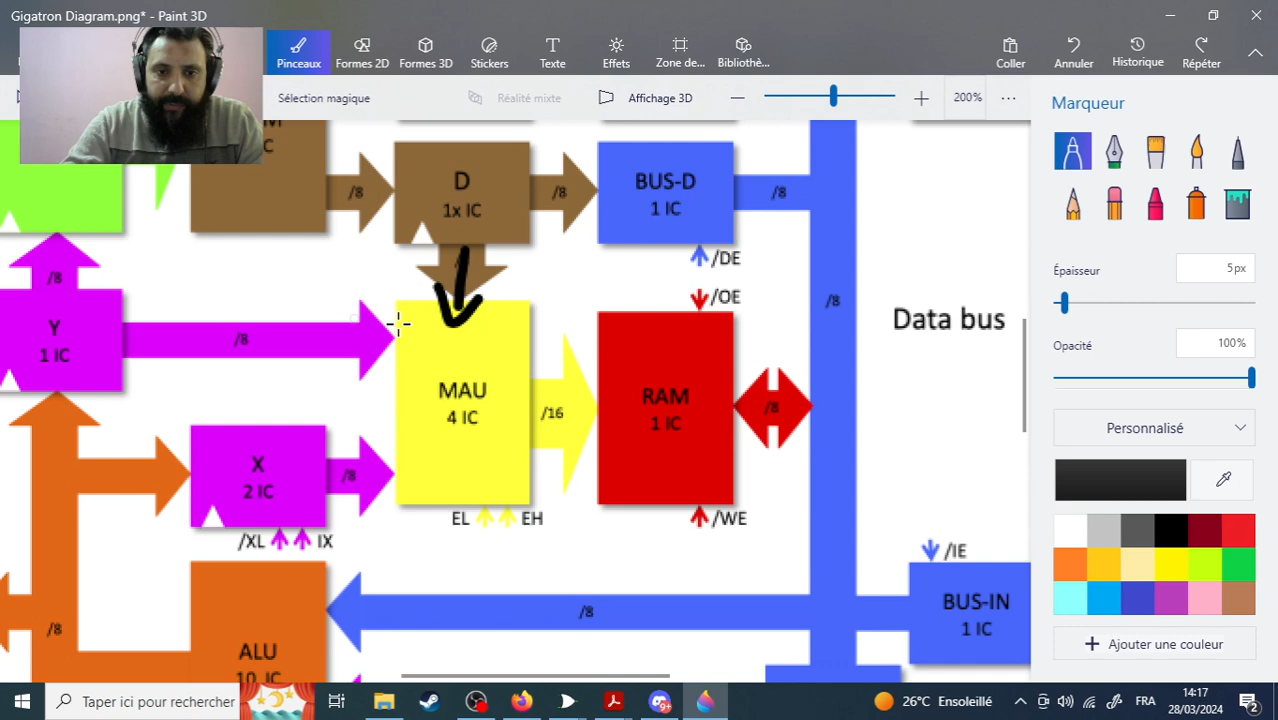 Gigatron Diagram.png* - Paint 3D
Pinceaux
Formes 2D
Formes 3D
Stickers
Texte
Effets
Zone de...
Bibliothè...
Coller
Annuler
Historique
Répéter
Sélection magique
Réalité mixte
Affichage 3D
200%
Marqueur
Épaisseur
5px
Opacité
100%
Personnalisé
Ajouter une couleur
M
C
/8
D
1x IC
/8
BUS-D
1 IC
/8
/DE
/OE
/8
Y
1 IC
/8
/8
Data bus
MAU
4 IC
/16
RAM
1 IC
/8
X
2 IC
/8
EL
EH
/WE
/XL
IX
/IE
/8
/8
BUS-IN
1 IC
ALU
10 IC
Taper ici pour rechercher
26°C Ensoleillé
FRA
14:17
28/03/2024
2